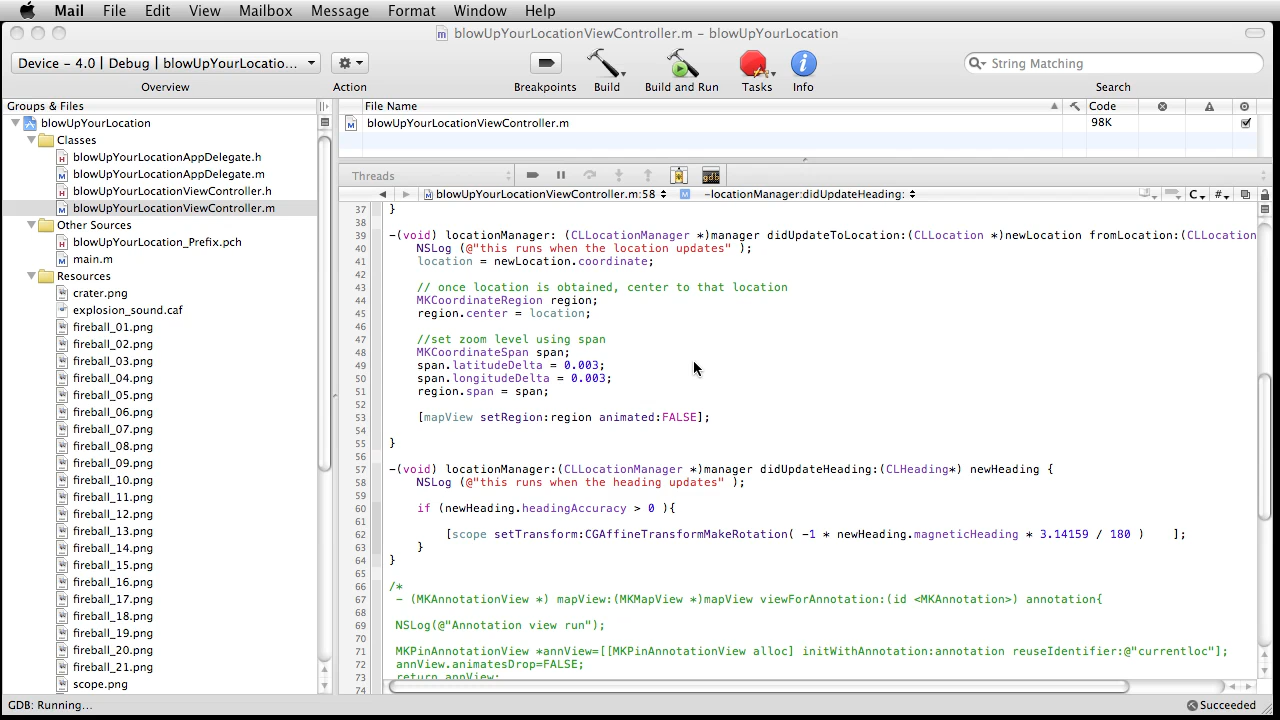 Mail File Edit View Mailbox Message Format Window Help
blowUpYourLocationViewController.m – blowUpYourLocation
Device - 4.0 | Debug | blowUpYourLocatio...
String Matching
Overview Action Breakpoints Build Build and Run Tasks Info Search
Groups & Files
blowUpYourLocation
Classes
blowUpYourLocationAppDelegate.h
blowUpYourLocationAppDelegate.m
blowUpYourLocationViewController.h
blowUpYourLocationViewController.m
Other Sources
blowUpYourLocation_Prefix.pch
main.m
Resources
crater.png
explosion_sound.caf
fireball_01.png
fireball_02.png
fireball_03.png
fireball_04.png
fireball_05.png
fireball_06.png
fireball_07.png
fireball_08.png
fireball_09.png
fireball_10.png
fireball_11.png
fireball_12.png
fireball_13.png
fireball_14.png
fireball_15.png
fireball_16.png
fireball_17.png
fireball_18.png
fireball_19.png
fireball_20.png
fireball_21.png
scope.png
File Name Code
blowUpYourLocationViewController.m 98K
Threads
blowUpYourLocationViewController.m:58 -locationManager:didUpdateHeading:
37 }
38
39 -(void) locationManager: (CLLocationManager *)manager didUpdateToLocation:(CLLocation *)newLocation fromLocation:(CLLocation
40 NSLog (@"this runs when the location updates" );
41 location = newLocation.coordinate;
42
43 // once location is obtained, center to that location
44 MKCoordinateRegion region;
45 region.center = location;
46
47 //set zoom level using span
48 MKCoordinateSpan span;
49 span.latitudeDelta = 0.003;
50 span.longitudeDelta = 0.003;
51 region.span = span;
52
53 [mapView setRegion:region animated:FALSE];
54
55 }
56
57 -(void) locationManager:(CLLocationManager *)manager didUpdateHeading:(CLHeading*) newHeading {
58 NSLog (@"this runs when the heading updates" );
59
60 if (newHeading.headingAccuracy > 0 ){
61
62 [scope setTransform:CGAffineTransformMakeRotation( -1 * newHeading.magneticHeading * 3.14159 / 180 ) ];
63 }
64 }
65
66 /*
67 - (MKAnnotationView *) mapView:(MKMapView *)mapView viewForAnnotation:(id <MKAnnotation>) annotation{
68
69 NSLog(@"Annotation view run");
70
71 MKPinAnnotationView *annView=[[MKPinAnnotationView alloc] initWithAnnotation:annotation reuseIdentifier:@"currentloc"];
72 annView.animatesDrop=FALSE;
73 return annView;
74
GDB: Running...
Succeeded